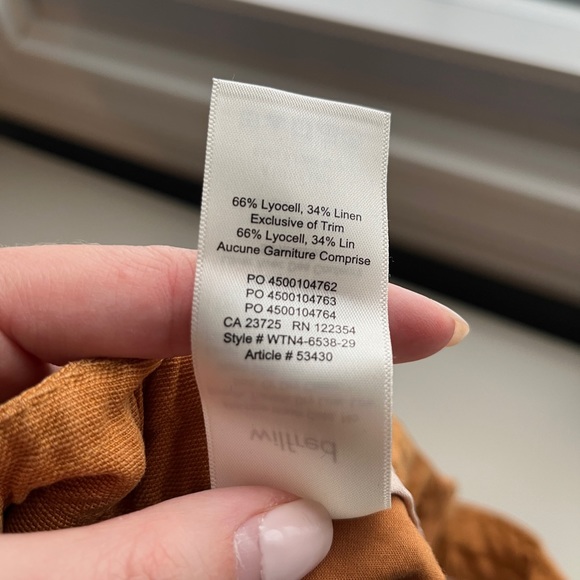 66% Lyocell, 34% Linen
Exclusive of Trim
66% Lyocell, 34% Lin
Aucune Garniture Comprise
PO 4500104762
PO 4500104763
PO 4500104764
CA 23725 RN 122354
Style # WTN4-6538-29
Article # 53430
wilfred